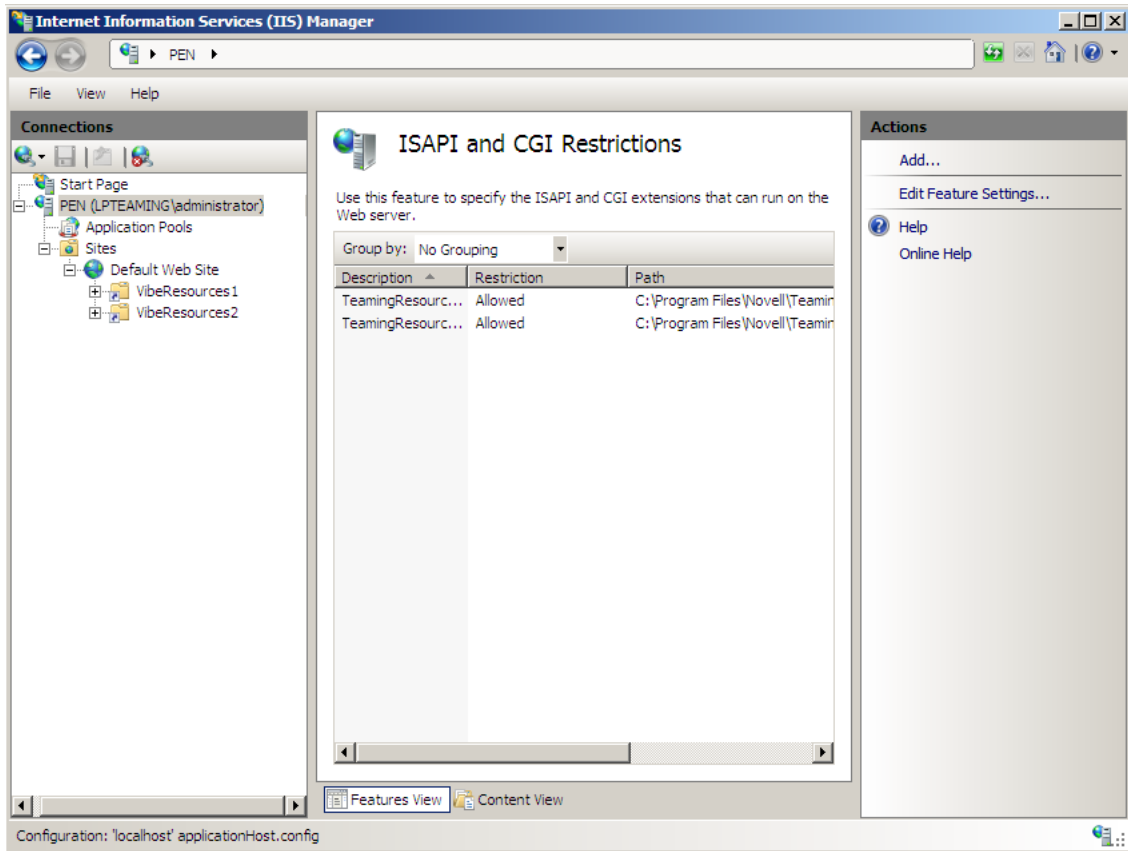 Internet Information Services (IIS) Manager
PEN
File View Help
Connections
Start Page
PEN (LPTEAMING\administrator)
Application Pools
Sites
Default Web Site
VibeResources1
VibeResources2
ISAPI and CGI Restrictions
Use this feature to specify the ISAPI and CGI extensions that can run on the
Web server.
Group by: No Grouping
Description Restriction Path
TeamingResourc... Allowed C:\Program Files\Novell\Teamin
TeamingResourc... Allowed C:\Program Files\Novell\Teamin
Features View Content View
Actions
Add...
Edit Feature Settings...
Help
Online Help
Configuration: 'localhost' applicationHost.config